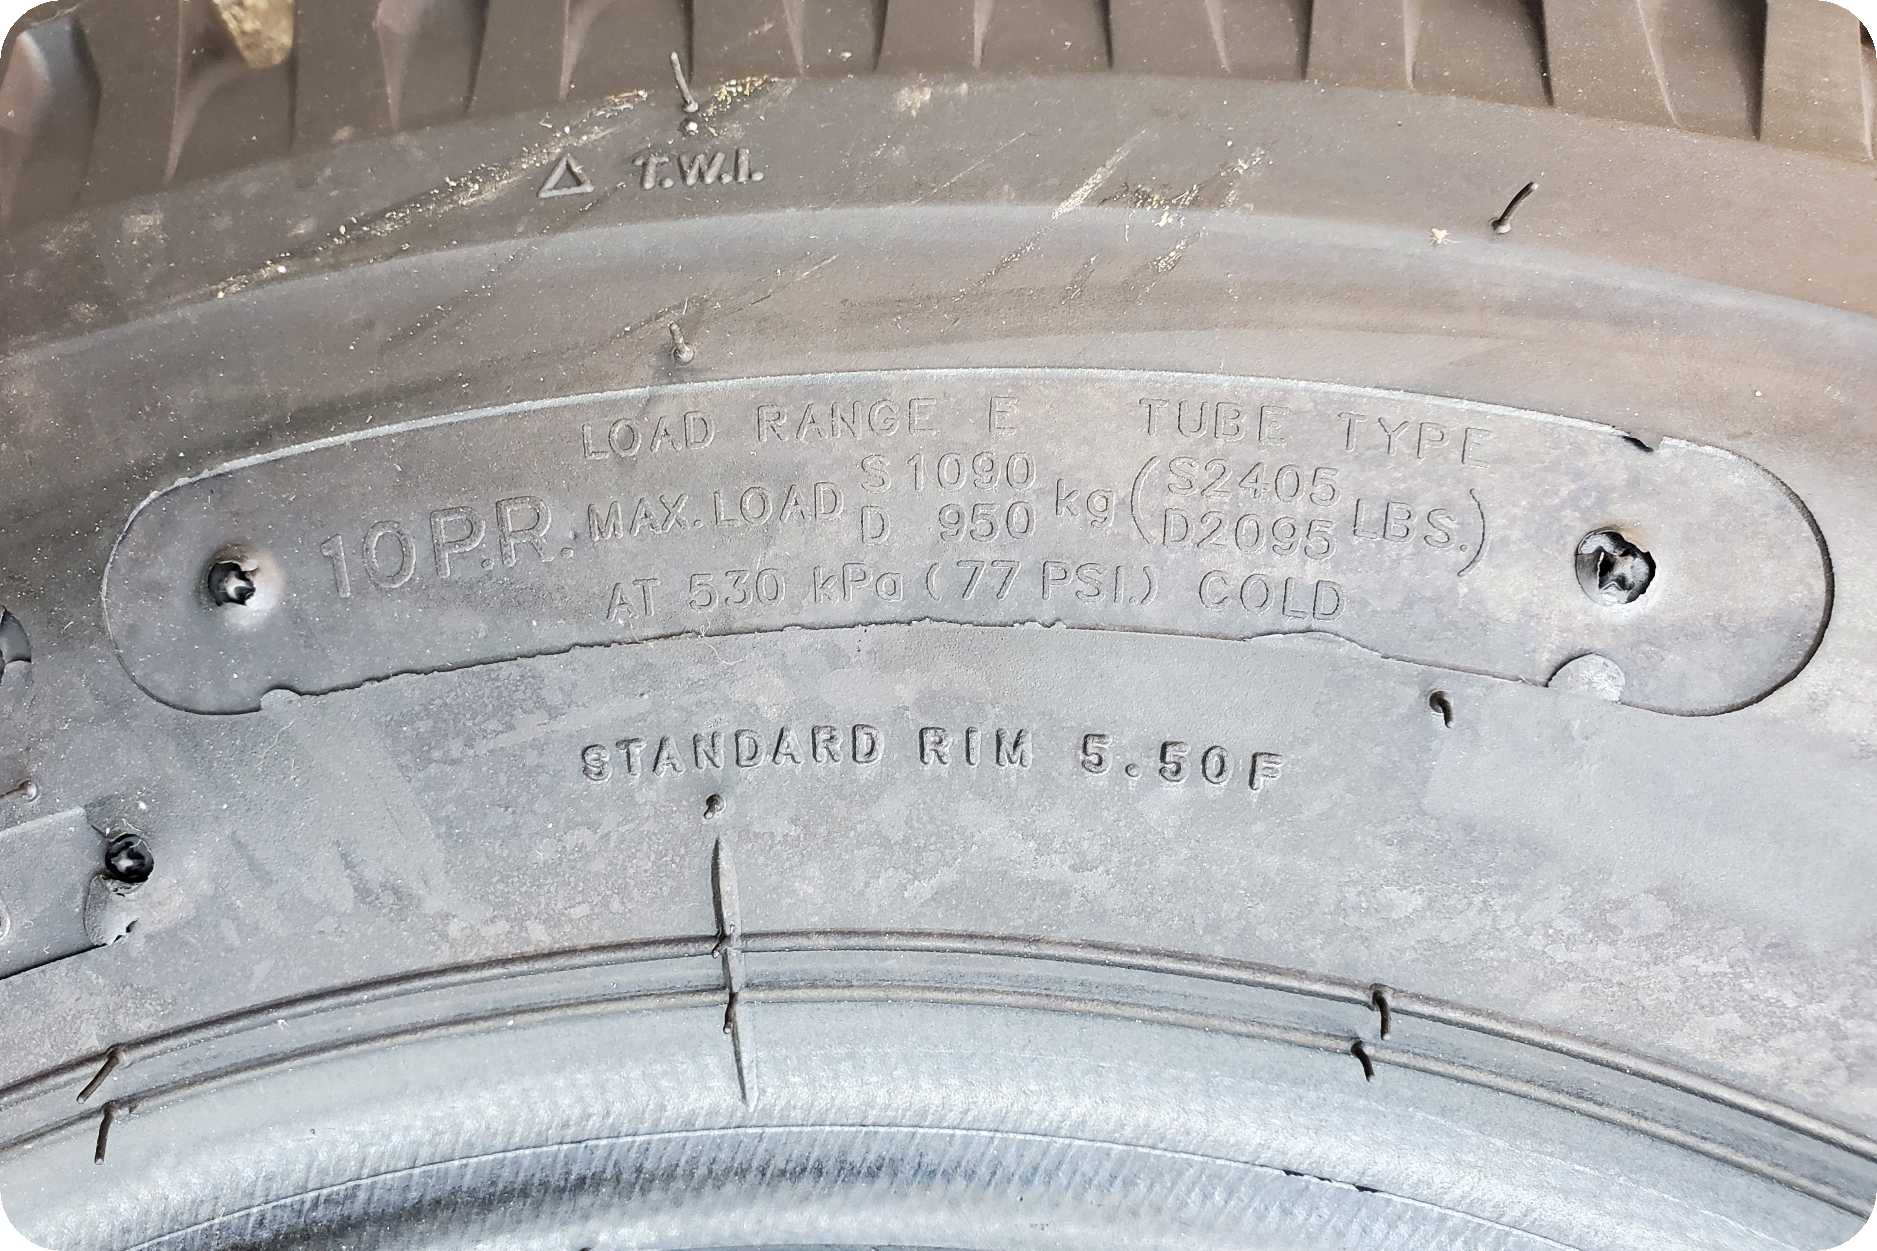 △ T.W.I.
LOAD RANGE E TUBE TYPE
10 P.R. MAX. LOAD S 1090 kg (S2405 LBS.)
D 950 D2095
AT 530 kPa (77 PSI.) COLD
STANDARD RIM 5.50F